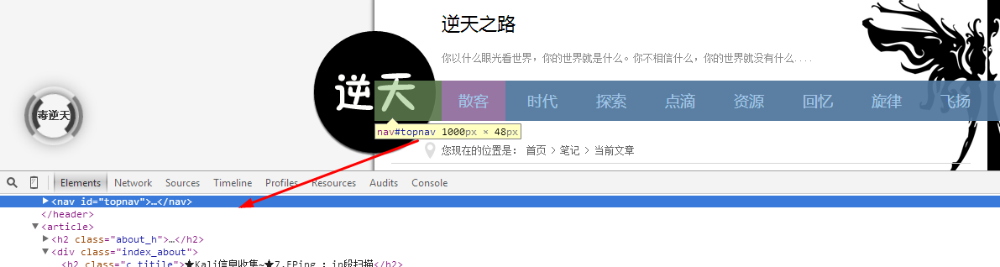 逆天之路
你以什么眼光看世界，你的世界就是什么。你不相信什么，你的世界就没有什么....
逆天
毒逆天
散客 时代 探索 点滴 资源 回忆 旋律 飞扬
nav#topnav 1000px × 48px
您现在的位置是： 首页 > 笔记 > 当前文章
Elements Network Sources Timeline Profiles Resources Audits Console
▶<nav id="topnav">…</nav>
</header>
▼<article>
▶<h2 class="about_h">…</h2>
▼<div class="index_about">
<h2 class="c_titile">★Kali信息收集~★7.FPing ：ip段扫描</h2>